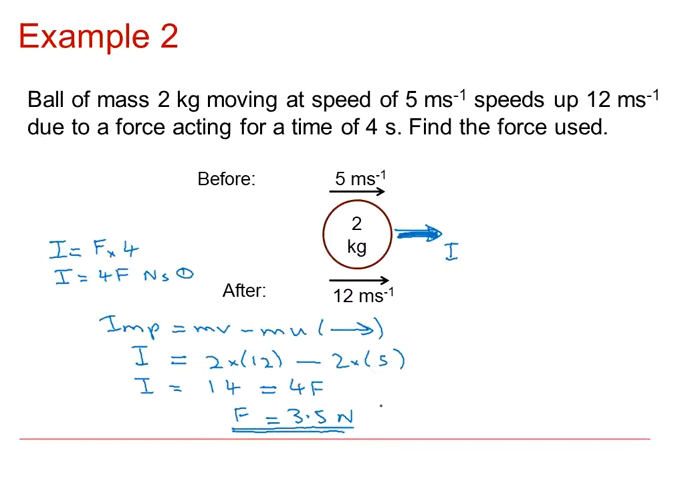 Example 2
Ball of mass 2 kg moving at speed of 5 ms⁻¹ speeds up 12 ms⁻¹
due to a force acting for a time of 4 s. Find the force used.
Before:
5 ms⁻¹
2
kg
I
I = F × 4
I = 4F Ns ①
After:
12 ms⁻¹
Imp = mv - mu (→)
I = 2×(12) - 2×(5)
I = 14 = 4F
F = 3.5 N